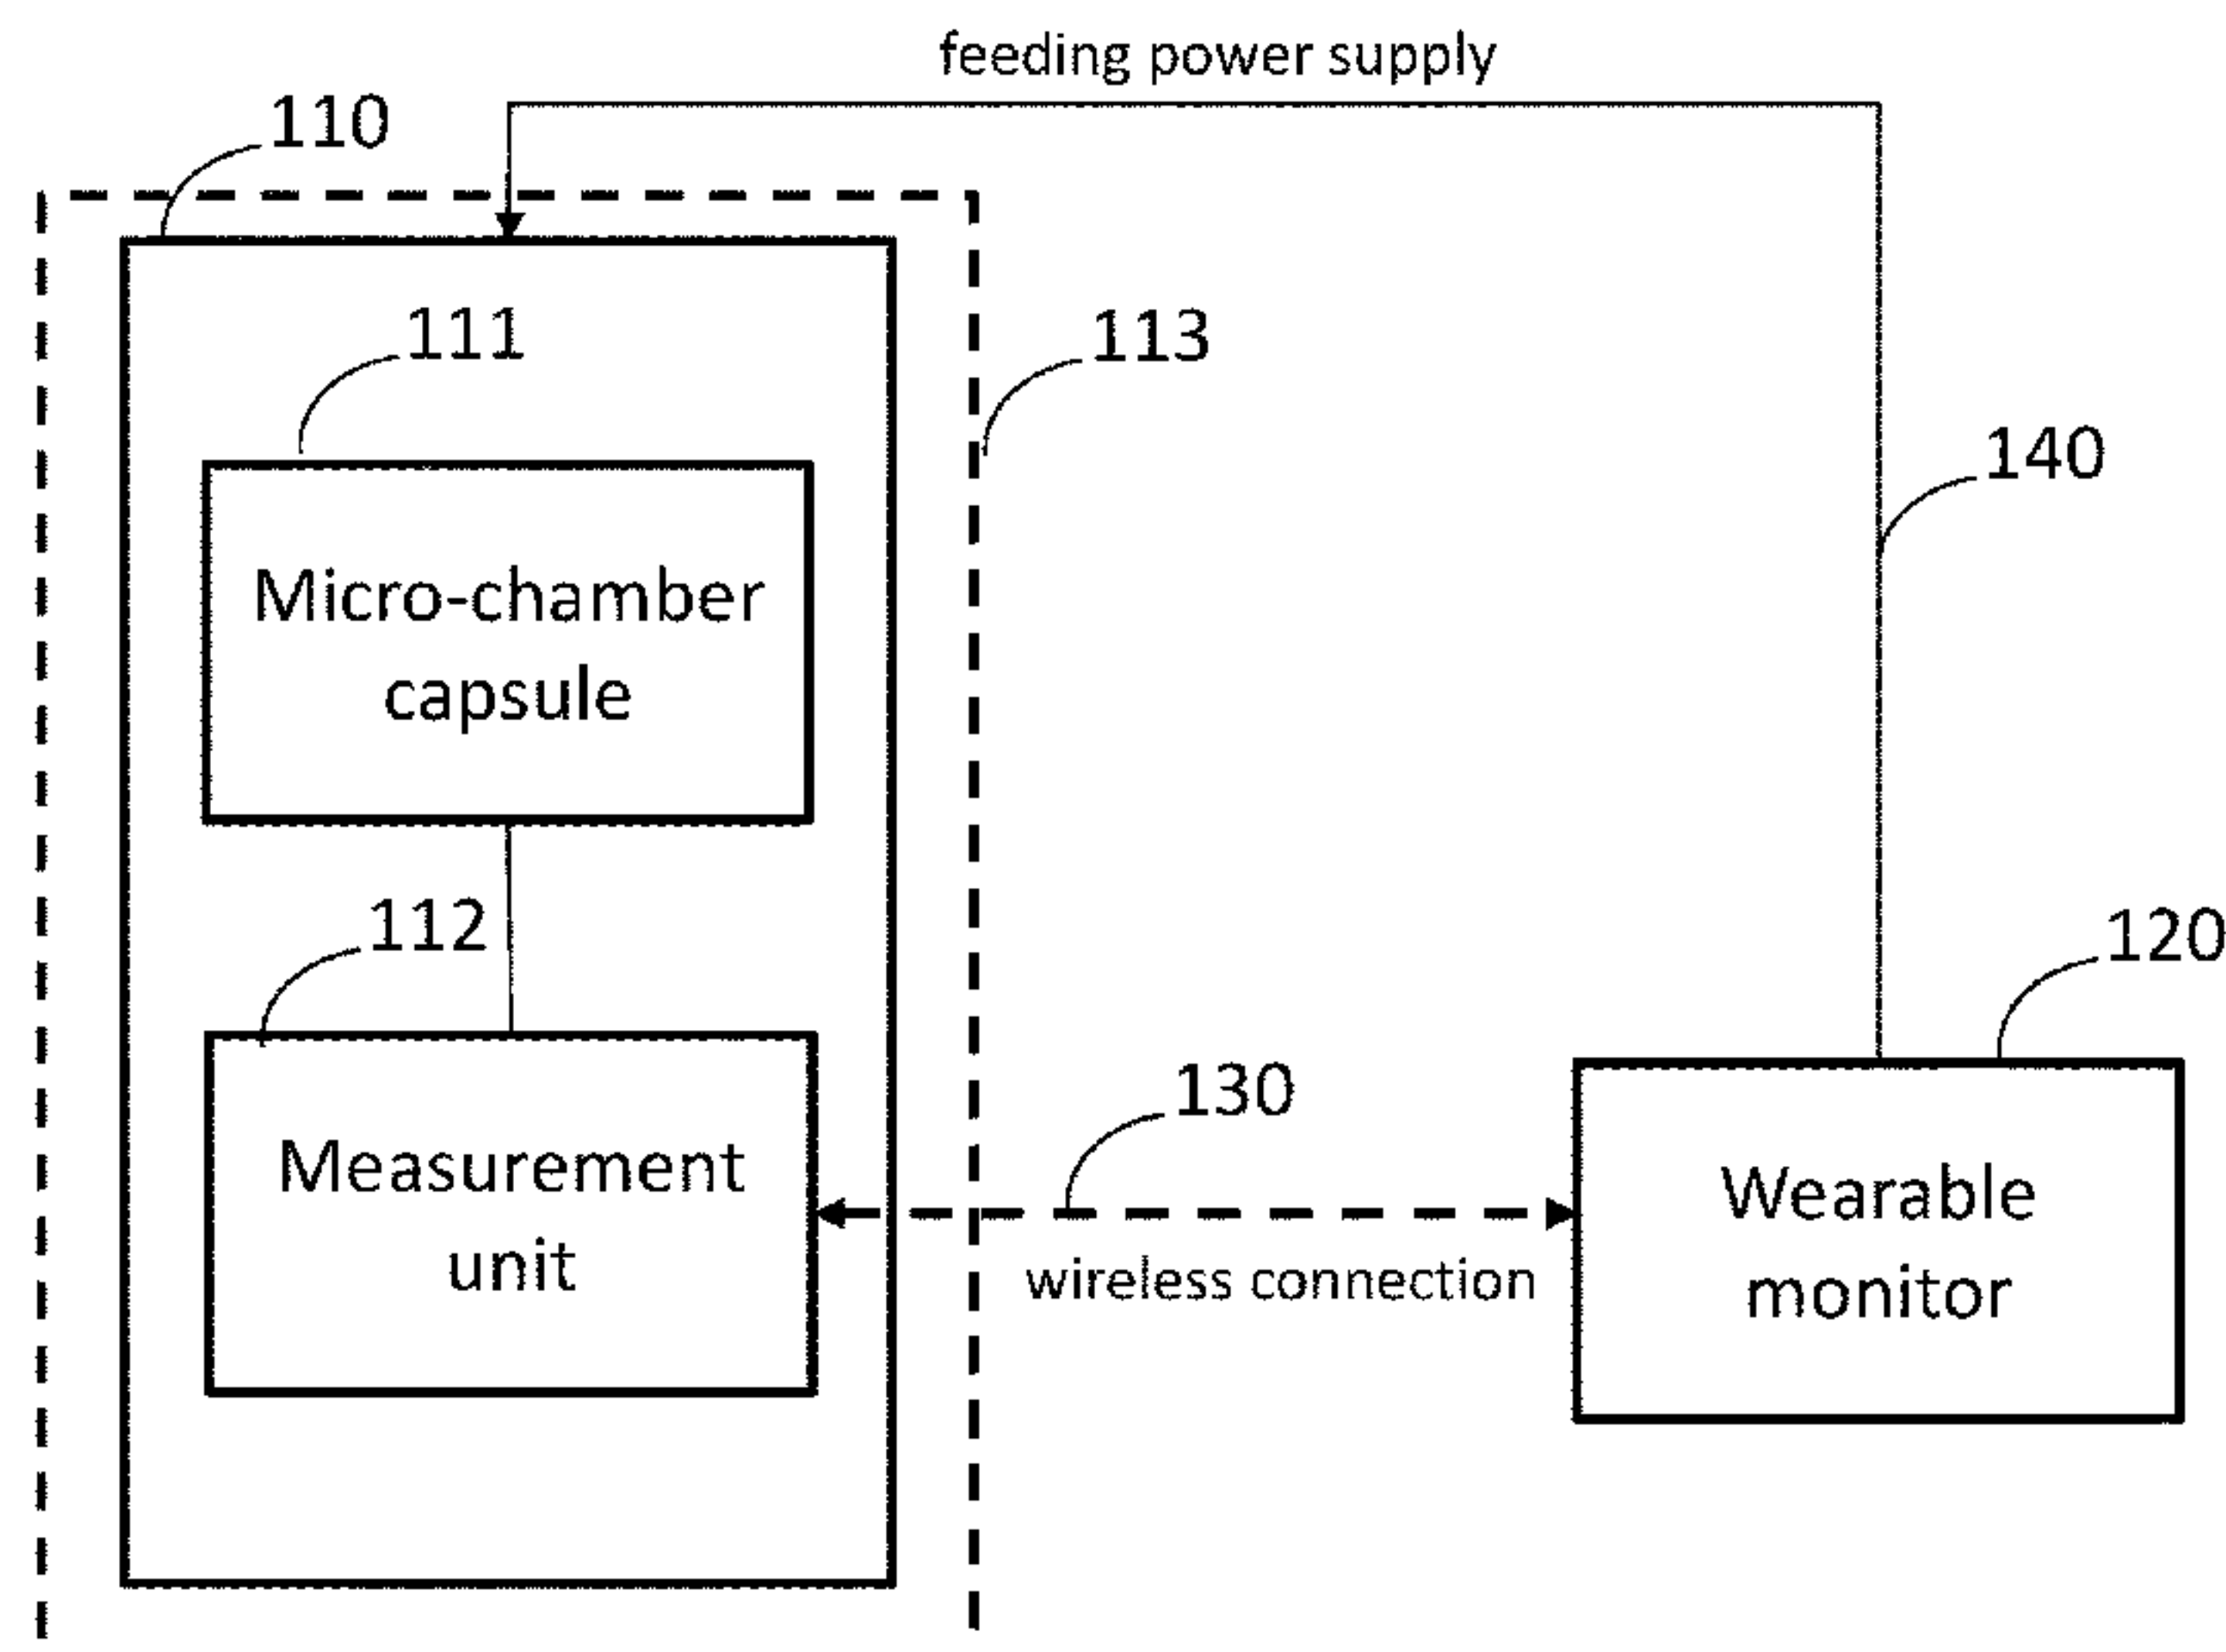 feeding power supply
110
111
113
140
Micro-chamber
capsule
112
120
130
Measurement
unit
wireless connection
Wearable
monitor